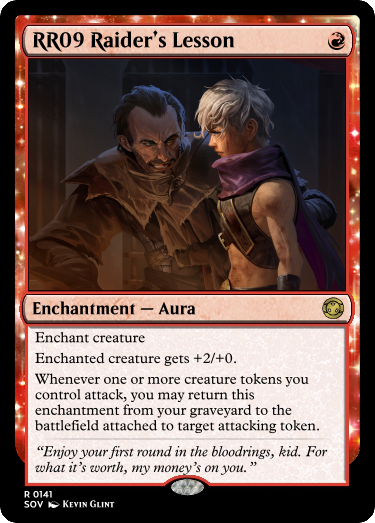 RR09 Raider's Lesson
Enchantment — Aura
Enchant creature
Enchanted creature gets +2/+0.
Whenever one or more creature tokens you
control attack, you may return this
enchantment from your graveyard to the
battlefield attached to target attacking token.
“Enjoy your first round in the bloodrings, kid. For
what it's worth, my money's on you.”
R 0141
SOV Kevin Glint